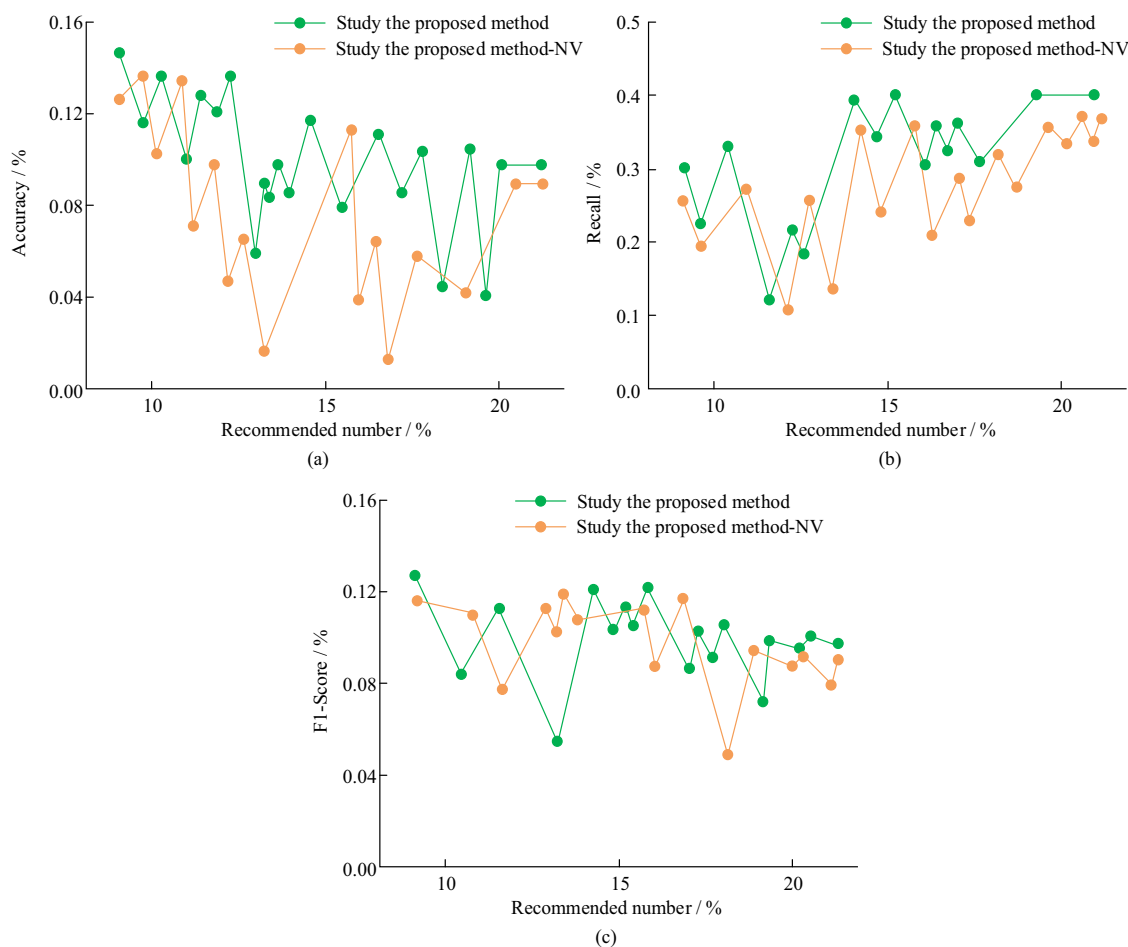 Study the proposed method
Study the proposed method-NV
0.16
0.12
0.08
0.04
0.00
Accuracy / %
10
15
20
Recommended number / %
(a)
Study the proposed method
Study the proposed method-NV
0.5
0.4
0.3
0.2
0.1
0.0
Recall / %
10
15
20
Recommended number / %
(b)
Study the proposed method
Study the proposed method-NV
0.16
0.12
0.08
0.04
0.00
F1-Score / %
10
15
20
Recommended number / %
(c)